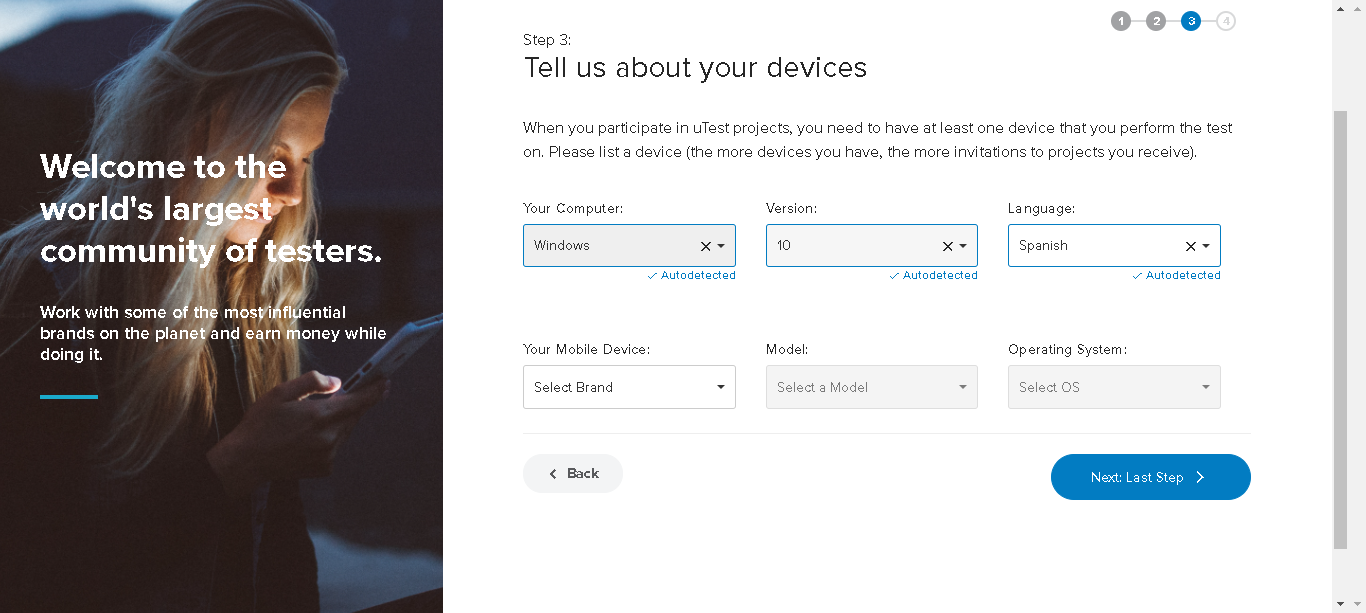 Welcome to the
world's largest
community of testers.
Work with some of the most influential
brands on the planet and earn money while
doing it.
1 2 3 4
Step 3:
Tell us about your devices
When you participate in uTest projects, you need to have at least one device that you perform the test
on. Please list a device (the more devices you have, the more invitations to projects you receive).
Your Computer: Version: Language:
Windows 10 Spanish
Autodetected Autodetected Autodetected
Your Mobile Device: Model: Operating System:
Select Brand Select a Model Select OS
Back Next: Last Step